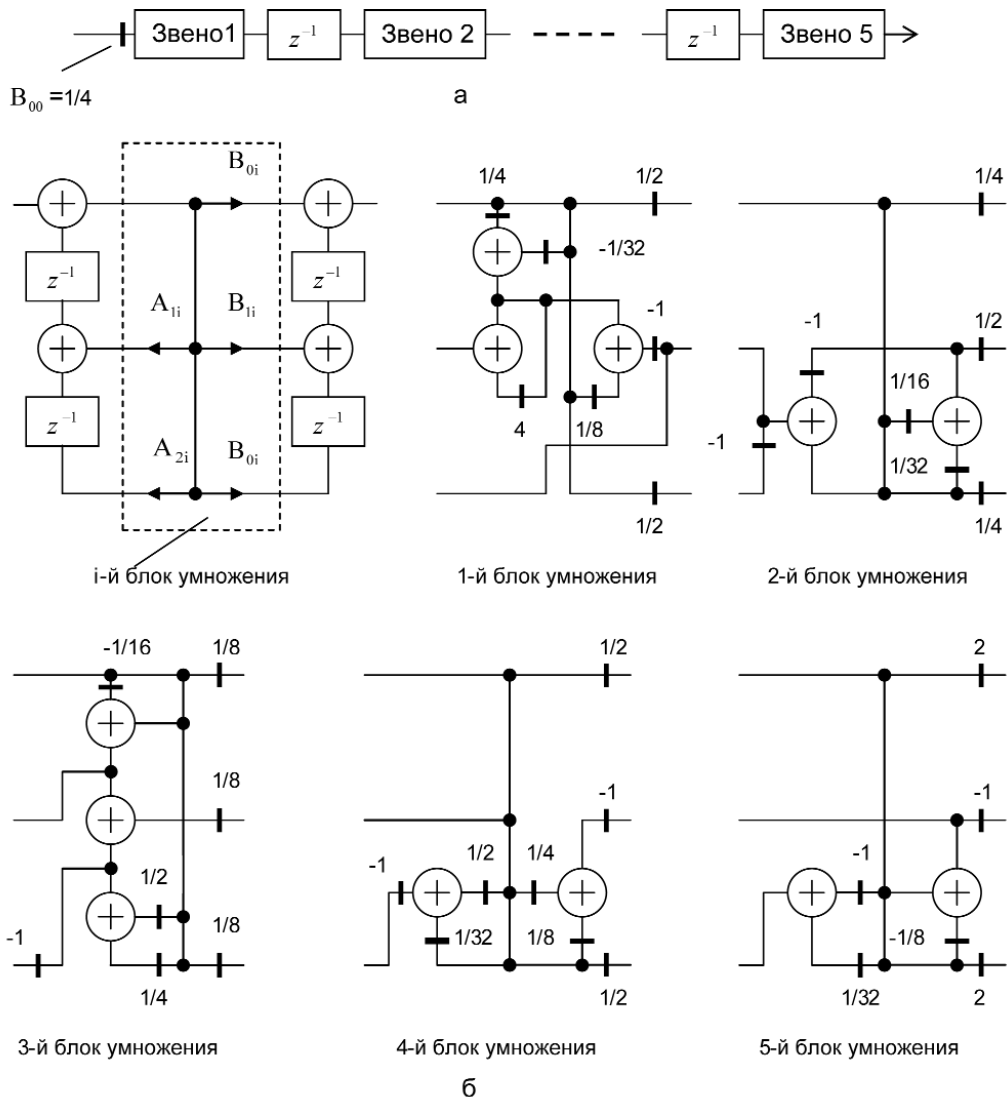 Звено1 z⁻¹ Звено 2 z⁻¹ Звено 5
B₀₀ =1/4
а
B₀ᵢ
z⁻¹ z⁻¹
A₁ᵢ B₁ᵢ
z⁻¹ z⁻¹
A₂ᵢ B₀ᵢ
i-й блок умножения
1/4 1/2
-1/32
-1
4 1/8
1/2
1-й блок умножения
1/4
-1 1/2
1/16
-1
1/32
1/4
2-й блок умножения
-1/16 1/8
1/8
1/2
-1 1/8
1/4
3-й блок умножения
1/2
-1
-1 1/2 1/4
1/32 1/8
1/2
4-й блок умножения
2
-1
-1
-1/8
1/32 2
5-й блок умножения
б